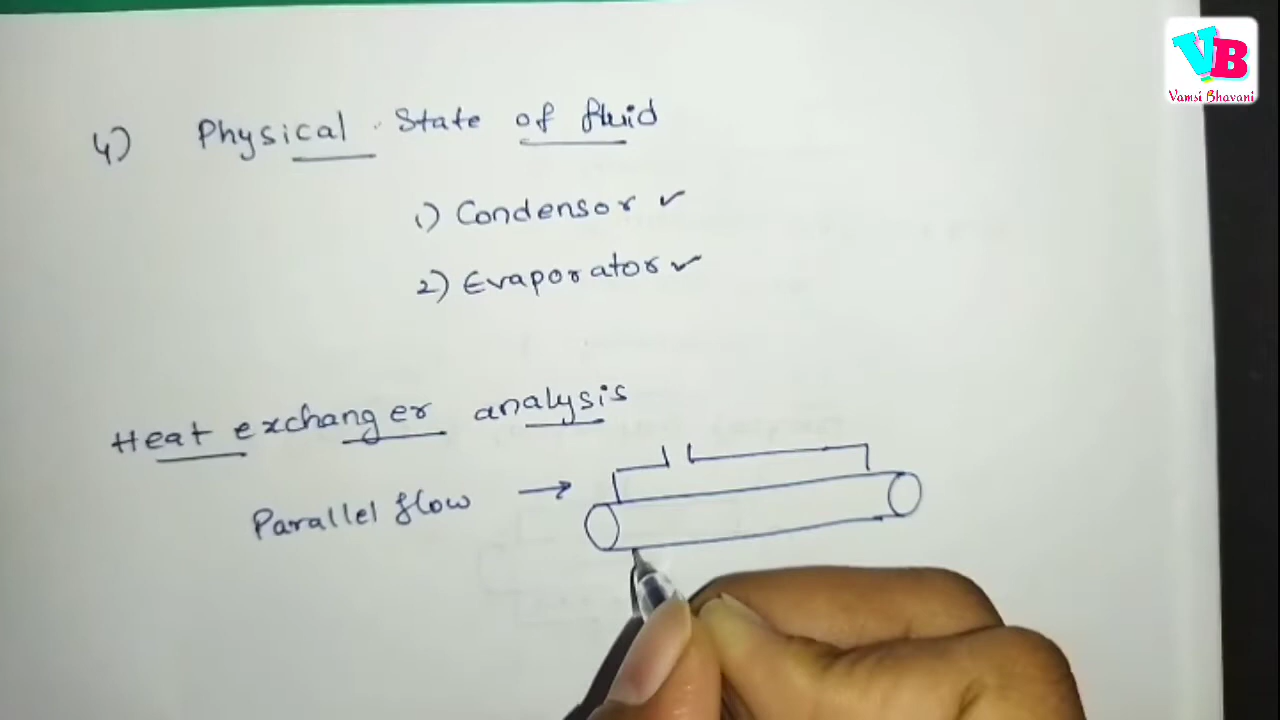 VB
Vamsi Bhavani
4) Physical State of fluid
1) Condensor ✓
2) Evaporator ✓
Heat exchanger analysis
Parallel flow →